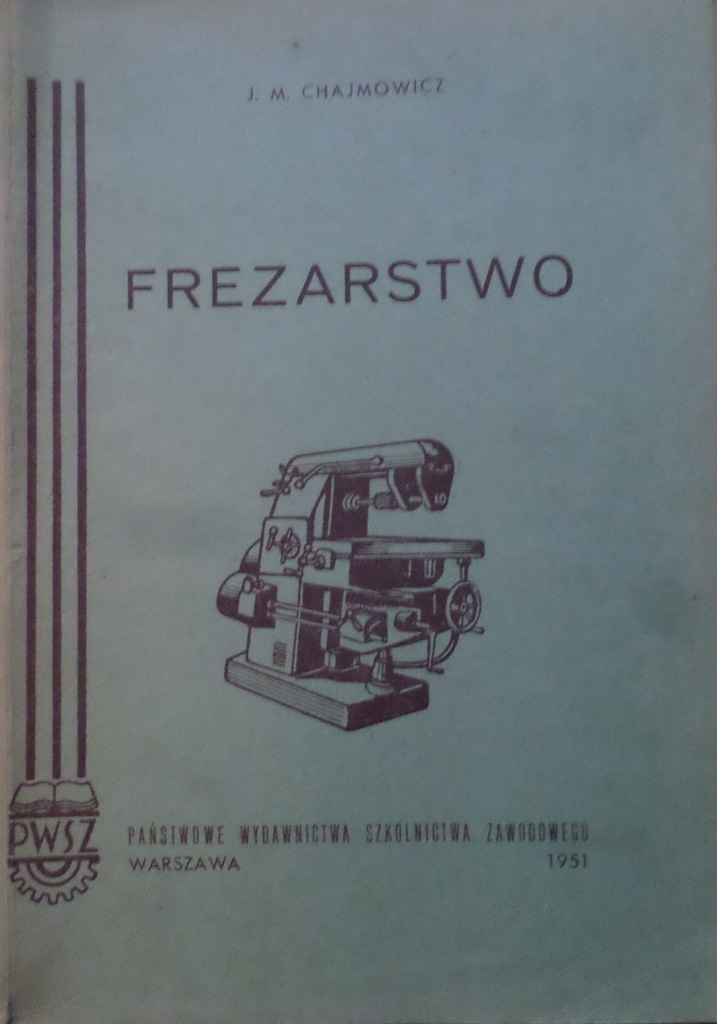 J. M. CHAJMOWICZ
FREZARSTWO
PWSZ
PAŃSTWOWE WYDAWNICTWA SZKOLNICTWA ZAWODOWEGO
WARSZAWA 1951